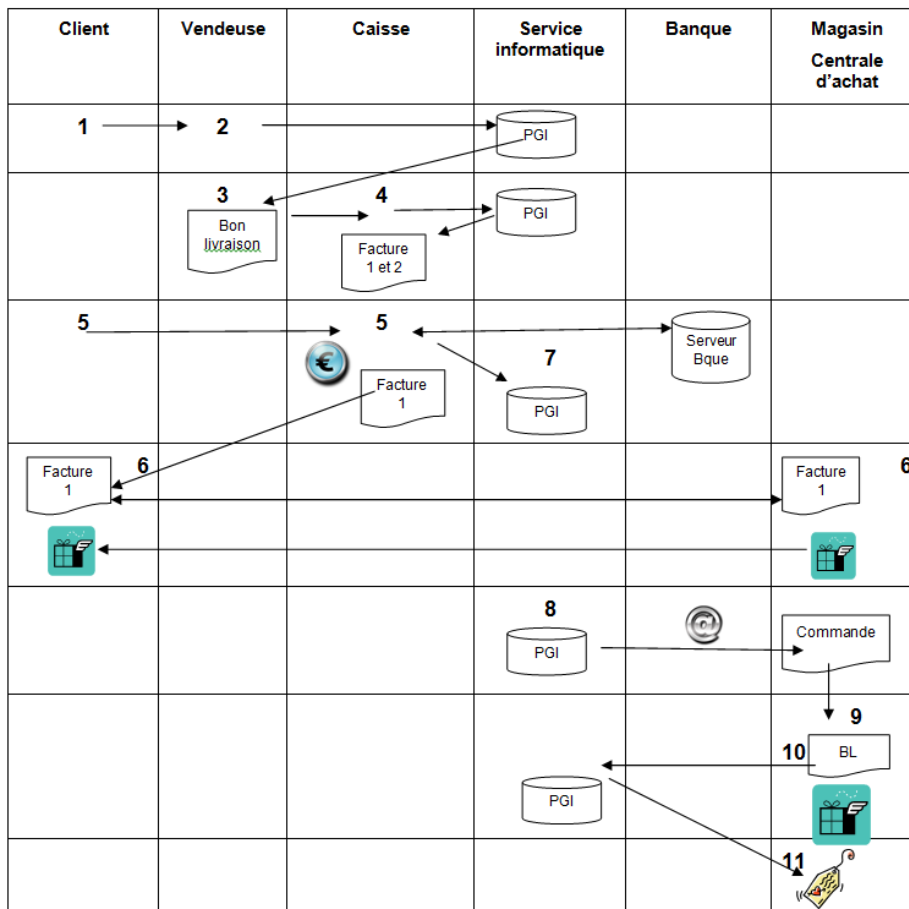 Client
Vendeuse
Caisse
Service
informatique
Banque
Magasin
Centrale
d'achat
1
2
PGI
3
Bon
livraison
4
Facture
1 et 2
PGI
5
5
€
Facture
1
7
PGI
Serveur
Bque
Facture
1
6
Facture
1
6
8
PGI
@
Commande
9
10
BL
PGI
11